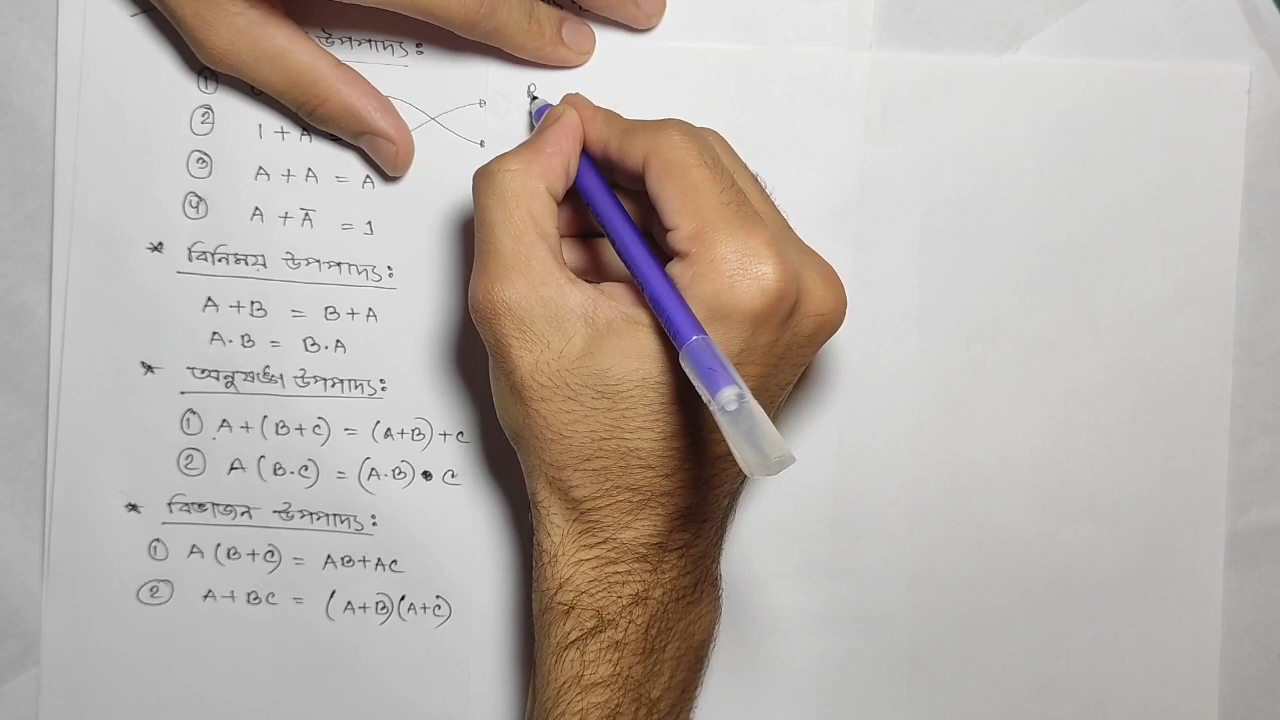 উপপাদ্য:
①
② 1 + A
③ A + A = A
④ A + Ā = 1
* বিনিময় উপপাদ্য:
A + B = B + A
A·B = B·A
* অনুষঙ্গ উপপাদ্য:
① A + (B + C) = (A+B) + C
② A (B·C) = (A·B) • C
* বিভাজন উপপাদ্য:
① A (B + C) = AB + AC
② A + BC = (A+B)(A+C)